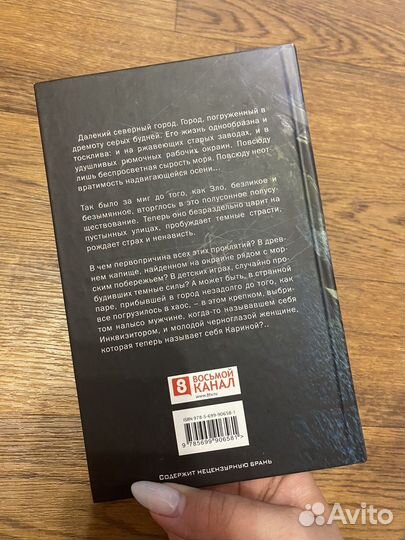 Далекий северный город. Город, погруженный в
дремоту серых будней. Его жизнь однообразна и
тосклива: и на ржавеющих старых заводах, и в
удушливых рюмочных рабочих окраин. Повсюду
лишь беспросветная сырость моря. Повсюду неот-
вратимость надвигающейся осени...
Так было за миг до того, как Зло, безликое и
безымянное, вторглось в это полусонное полусу-
ществование. Теперь оно безраздельно царит на
пустынных улицах, пробуждает темные страсти,
рождает страх и ненависть.
В чем первопричина всех этих проклятий? В древ-
нем капище, найденном на окраине рядом с мор-
ским побережьем? В детских играх, случайно про-
будивших темные силы? А может быть, в странной
паре, прибывшей в город незадолго до того, как
все погрузилось в хаос, – в этом крепком, выбри-
том налысо мужчине, когда-то называвшем себя
Инквизитором, и молодой черноглазой женщине,
которая теперь называет себя Кариной?..
8 ВОСЬМОЙ
КАНАЛ
www.8tv.ru
ISBN 978-5-699-90658-1
9 785699 906581 >
СОДЕРЖИТ НЕЦЕНЗУРНУЮ БРАНЬ
Avito